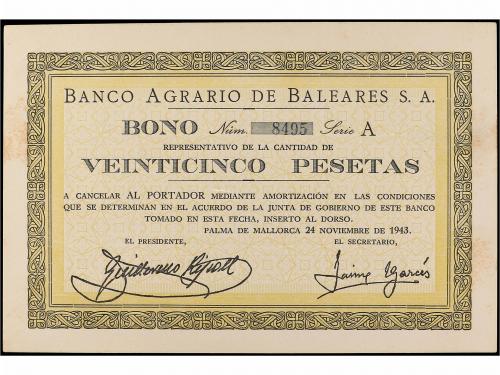 BANCO AGRARIO DE BALEARES S. A.
BONO Núm. 8495 Serie A
REPRESENTATIVO DE LA CANTIDAD DE
VEINTICINCO PESETAS
A CANCELAR AL PORTADOR MEDIANTE AMORTIZACIÓN EN LAS CONDICIONES
QUE SE DETERMINAN EN EL ACUERDO DE LA JUNTA DE GOBIERNO DE ESTE BANCO
TOMADO EN ESTA FECHA, INSERTO AL DORSO.
PALMA DE MALLORCA 24 NOVIEMBRE DE 1943.
EL PRESIDENTE, EL SECRETARIO,
Guillermo Ripoll Jaime Garcés